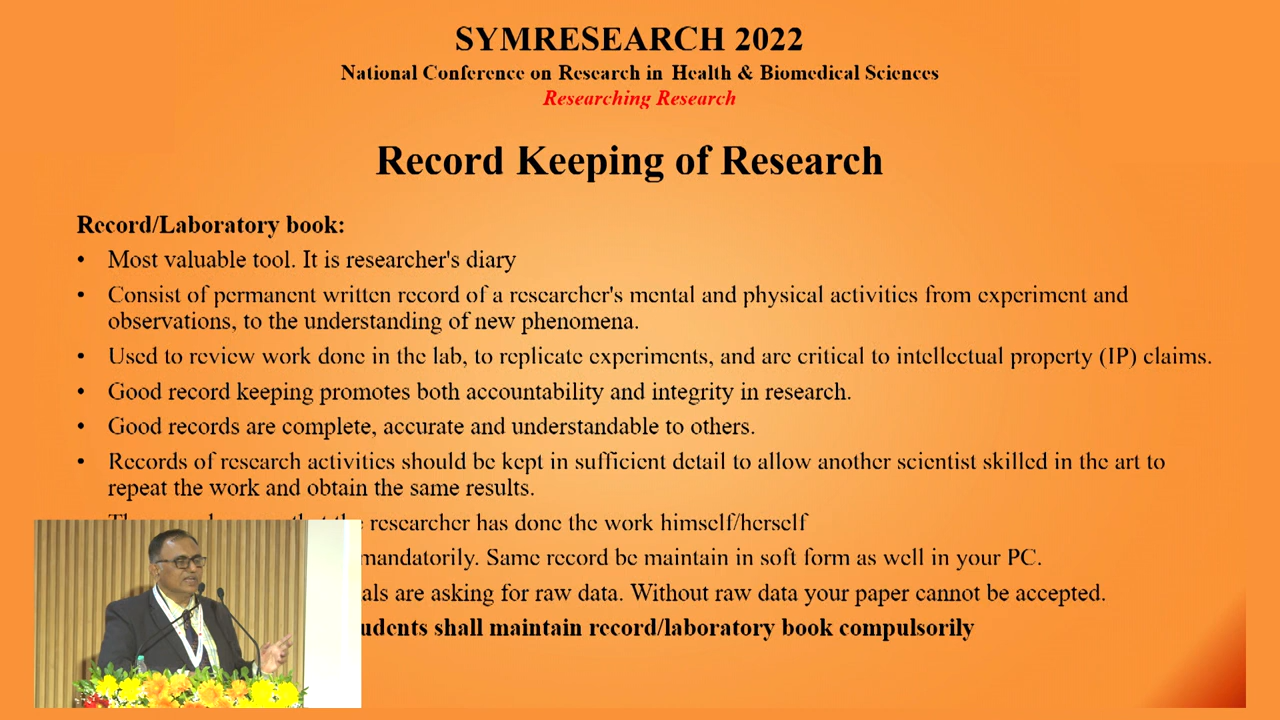 SYMRESEARCH 2022
National Conference on Research in Health & Biomedical Sciences
Researching Research
Record Keeping of Research
Record/Laboratory book:
• Most valuable tool. It is researcher's diary
• Consist of permanent written record of a researcher's mental and physical activities from experiment and
observations, to the understanding of new phenomena.
• Used to review work done in the lab, to replicate experiments, and are critical to intellectual property (IP) claims.
• Good record keeping promotes both accountability and integrity in research.
• Good records are complete, accurate and understandable to others.
• Records of research activities should be kept in sufficient detail to allow another scientist skilled in the art to
repeat the work and obtain the same results.
researcher has done the work himself/herself
mandatorily. Same record be maintain in soft form as well in your PC.
are asking for raw data. Without raw data your paper cannot be accepted.
shall maintain record/laboratory book compulsorily